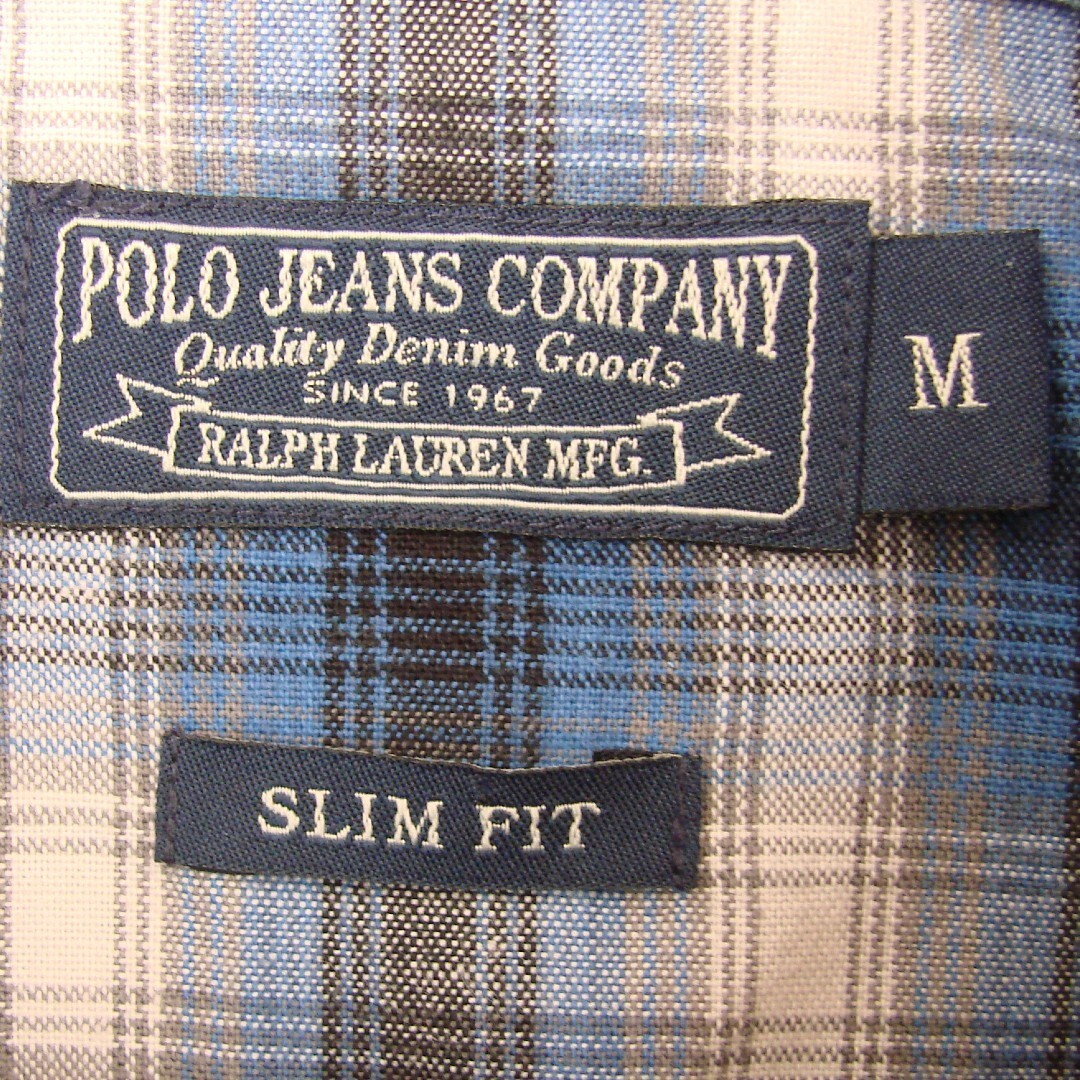 POLO JEANS COMPANY
Quality Denim Goods
SINCE 1967
RALPH LAUREN MFG.
M
SLIM FIT